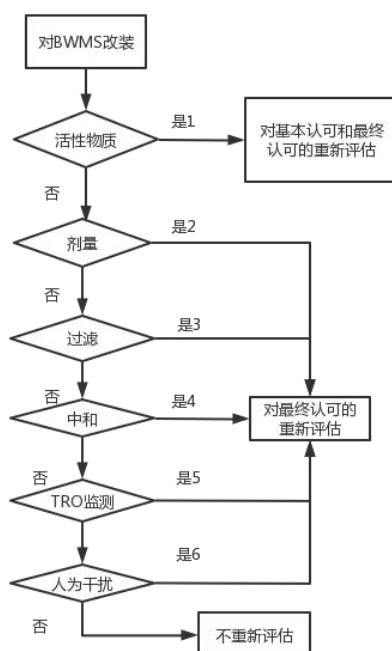 对BWMS改装
活性物质
是1
对基本认可和最终
认可的重新评估
否
剂量
是2
否
过滤
是3
否
中和
是4
对最终认可的
重新评估
否
TRO监测
是5
人为干扰
是6
否
不重新评估